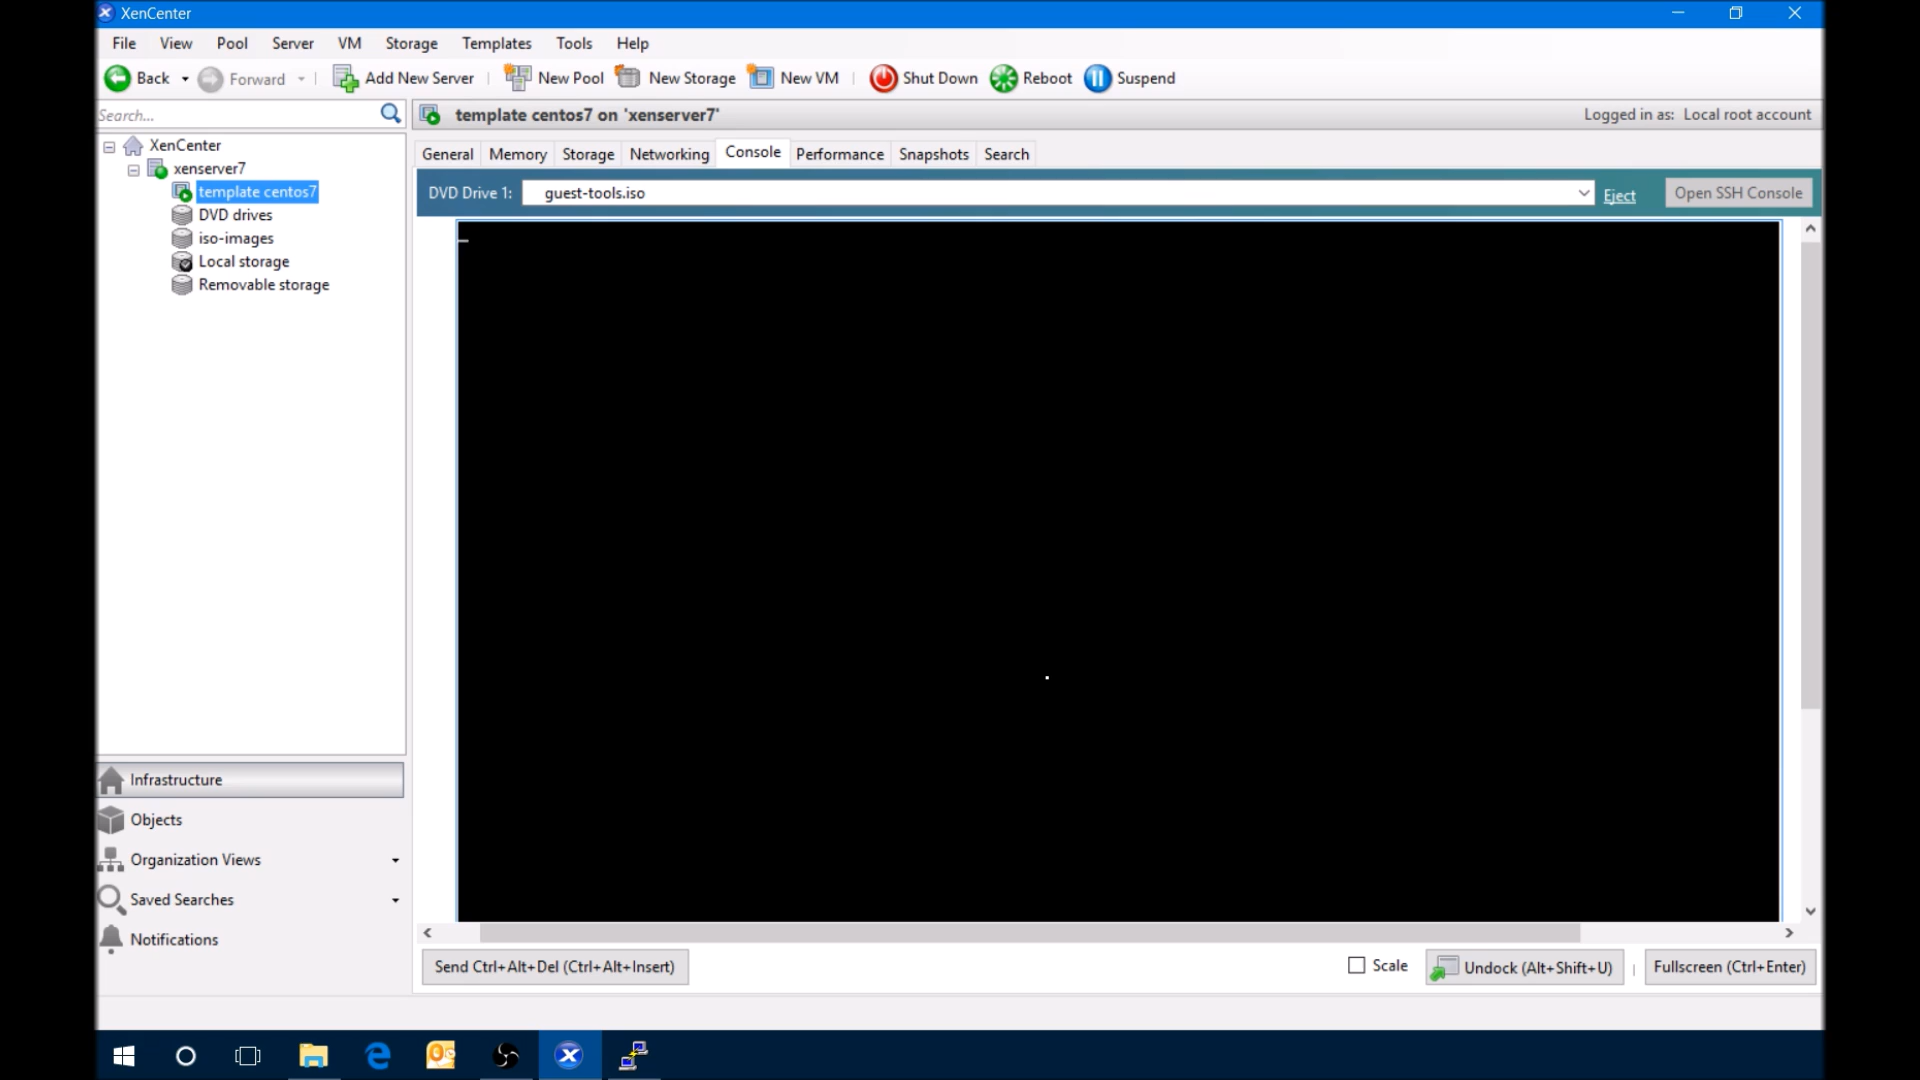 XenCenter
File View Pool Server VM Storage Templates Tools Help
Back Forward Add New Server New Pool New Storage New VM Shut Down Reboot Suspend
Search...
template centos7 on 'xenserver7' Logged in as: Local root account
XenCenter
xenserver7
template centos7
DVD drives
iso-images
Local storage
Removable storage
General Memory Storage Networking Console Performance Snapshots Search
DVD Drive 1: guest-tools.iso Eject Open SSH Console
Infrastructure
Objects
Organization Views
Saved Searches
Notifications
Send Ctrl+Alt+Del (Ctrl+Alt+Insert) Scale Undock (Alt+Shift+U) Fullscreen (Ctrl+Enter)